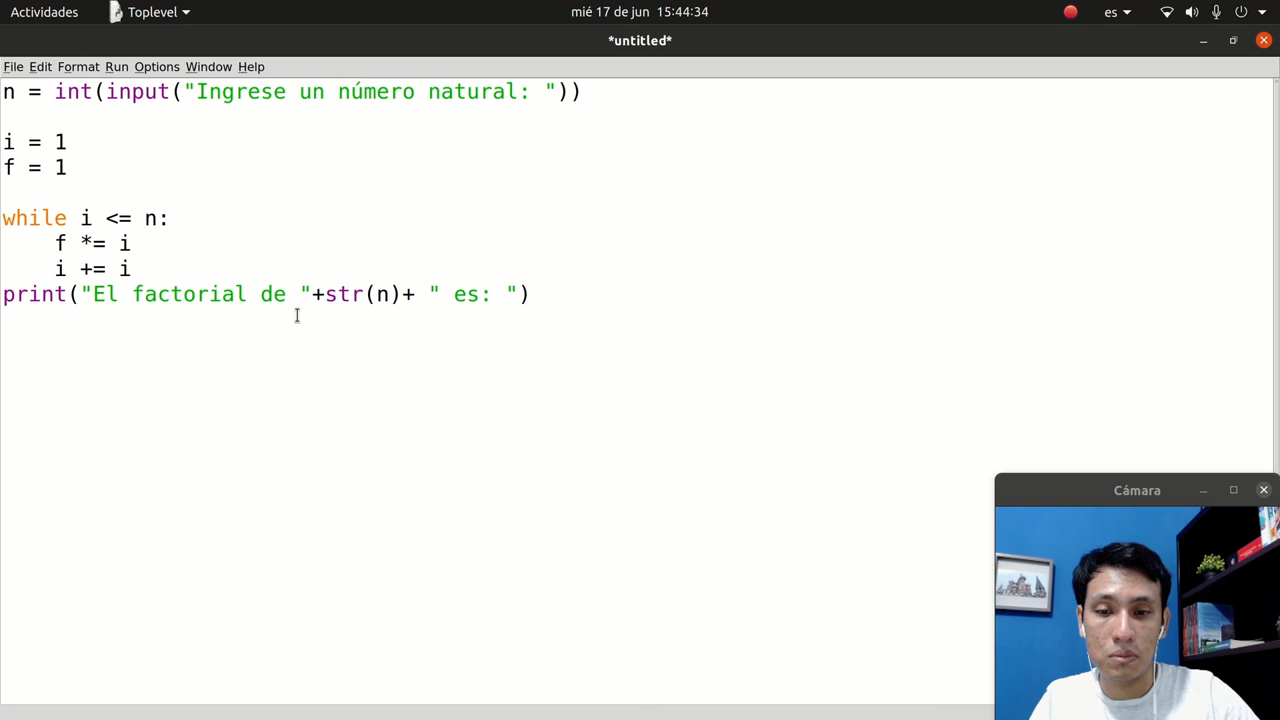 Actividades Toplevel mié 17 de jun 15:44:34 es
*untitled*
File Edit Format Run Options Window Help
n = int(input("Ingrese un número natural: "))
i = 1
f = 1
while i <= n:
    f *= i
    i += i
print("El factorial de "+str(n)+ " es: ")
Cámara